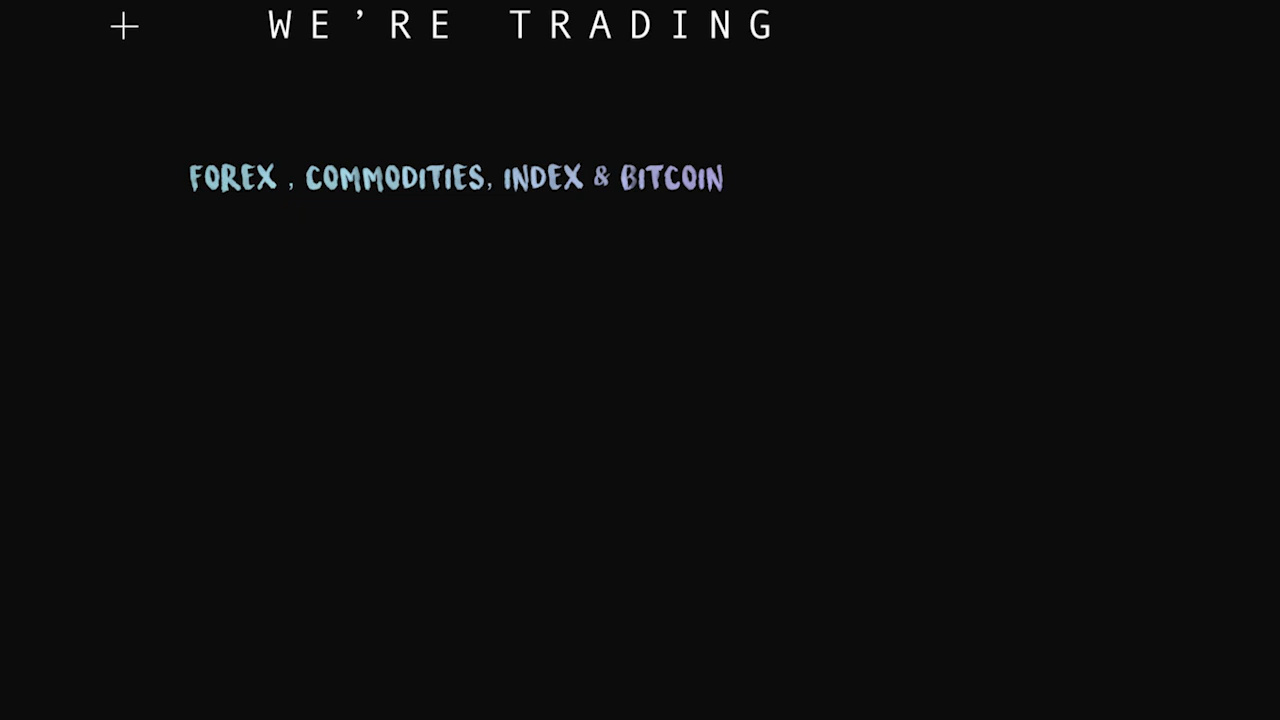 + WE’RE TRADING
FOREX , COMMODITIES, INDEX & BITCOIN